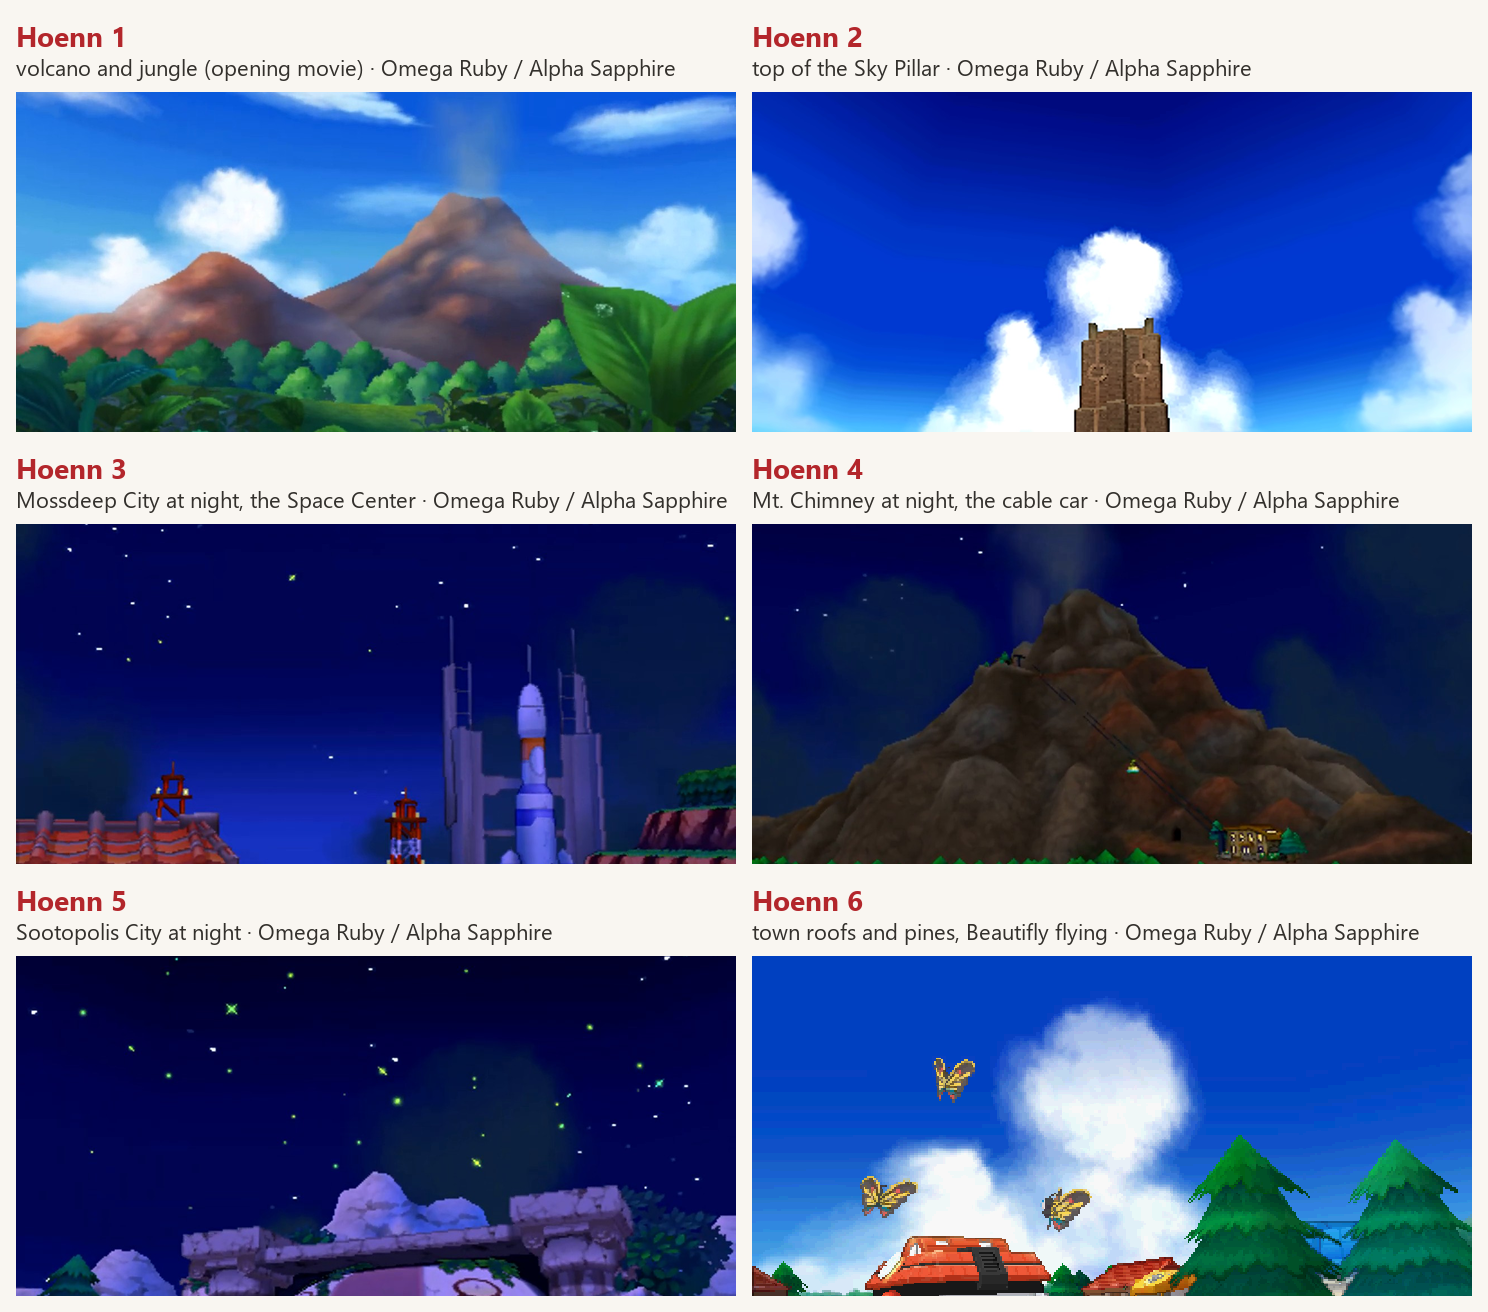 Hoenn 1
volcano and jungle (opening movie) · Omega Ruby / Alpha Sapphire
Hoenn 2
top of the Sky Pillar · Omega Ruby / Alpha Sapphire
Hoenn 3
Mossdeep City at night, the Space Center · Omega Ruby / Alpha Sapphire
Hoenn 4
Mt. Chimney at night, the cable car · Omega Ruby / Alpha Sapphire
Hoenn 5
Sootopolis City at night · Omega Ruby / Alpha Sapphire
Hoenn 6
town roofs and pines, Beautifly flying · Omega Ruby / Alpha Sapphire